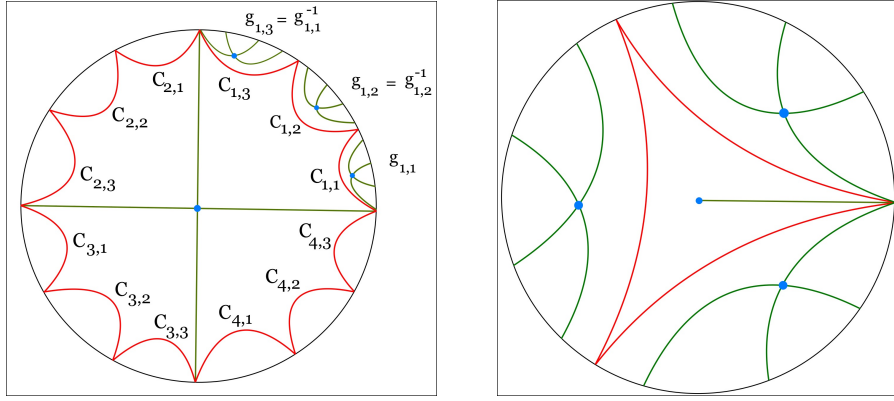 g1,3 = g1,1^-1
C2,1
C1,3
g1,2 = g1,2^-1
C2,2
C1,2
g1,1
C2,3
C1,1
C3,1
C4,3
C3,2
C4,2
C3,3
C4,1